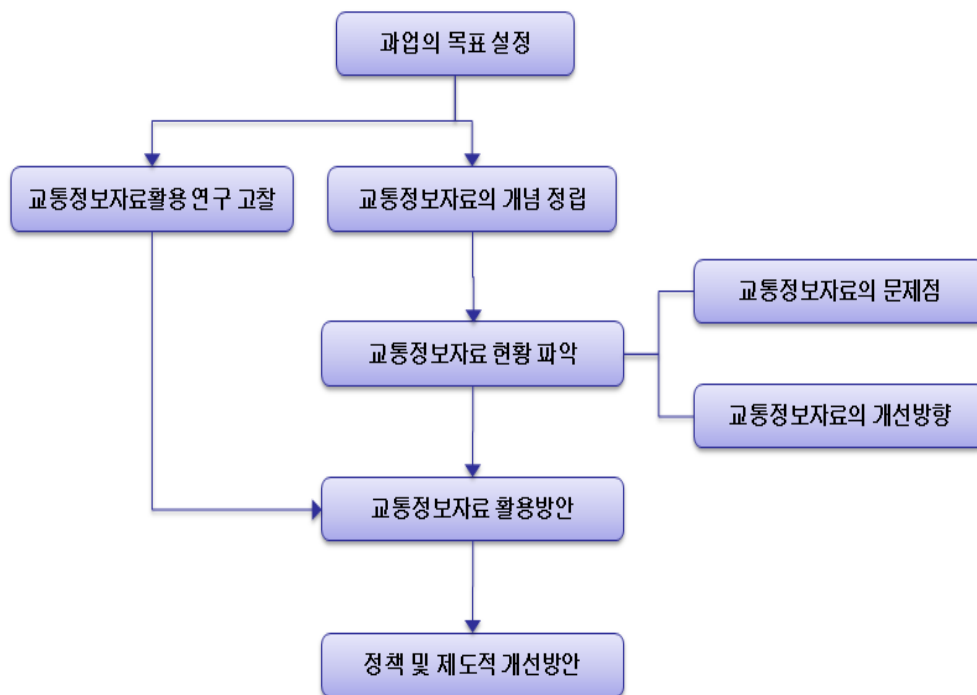 과업의 목표 설정
교통정보자료활용 연구 고찰
교통정보자료의 개념 정립
교통정보자료의 문제점
교통정보자료 현황 파악
교통정보자료의 개선방향
교통정보자료 활용방안
정책 및 제도적 개선방안